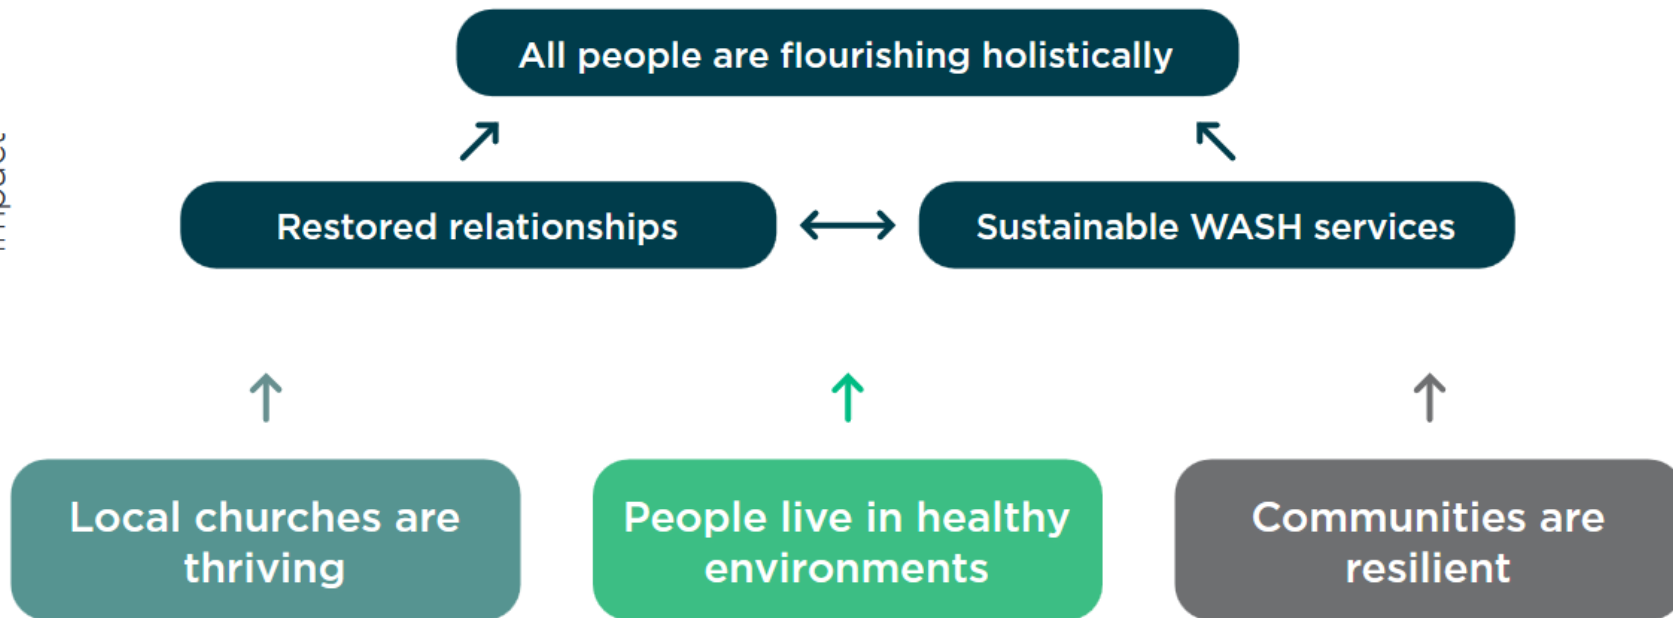 All people are flourishing holistically
Impact
Restored relationships
Sustainable WASH services
Local churches are
thriving
People live in healthy
environments
Communities are
resilient